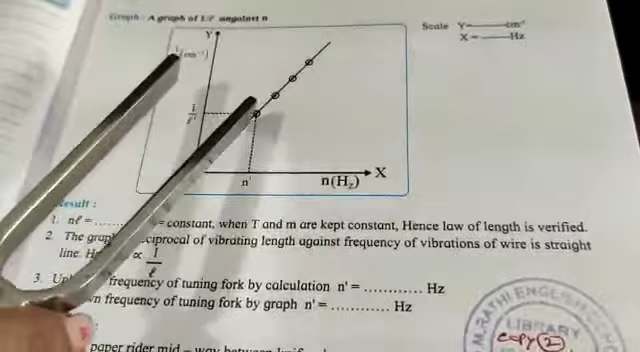 Graph : A graph of 1/ℓ against n
Scale Y- cm⁻¹
X - Hz
Y
(cm⁻¹)
1
n'
n(Hz)
X
Result :
1. nℓ = ........ = constant, when T and m are kept constant, Hence law of length is verified.
2. The graph reciprocal of vibrating length against frequency of vibrations of wire is straight
line. ∝ 1/ℓ
3. frequency of tuning fork by calculation n' = ............ Hz
frequency of tuning fork by graph n' = ............ Hz
paper rider mid - way between
RATHI ENGLISH
LIBRARY
copy (2)